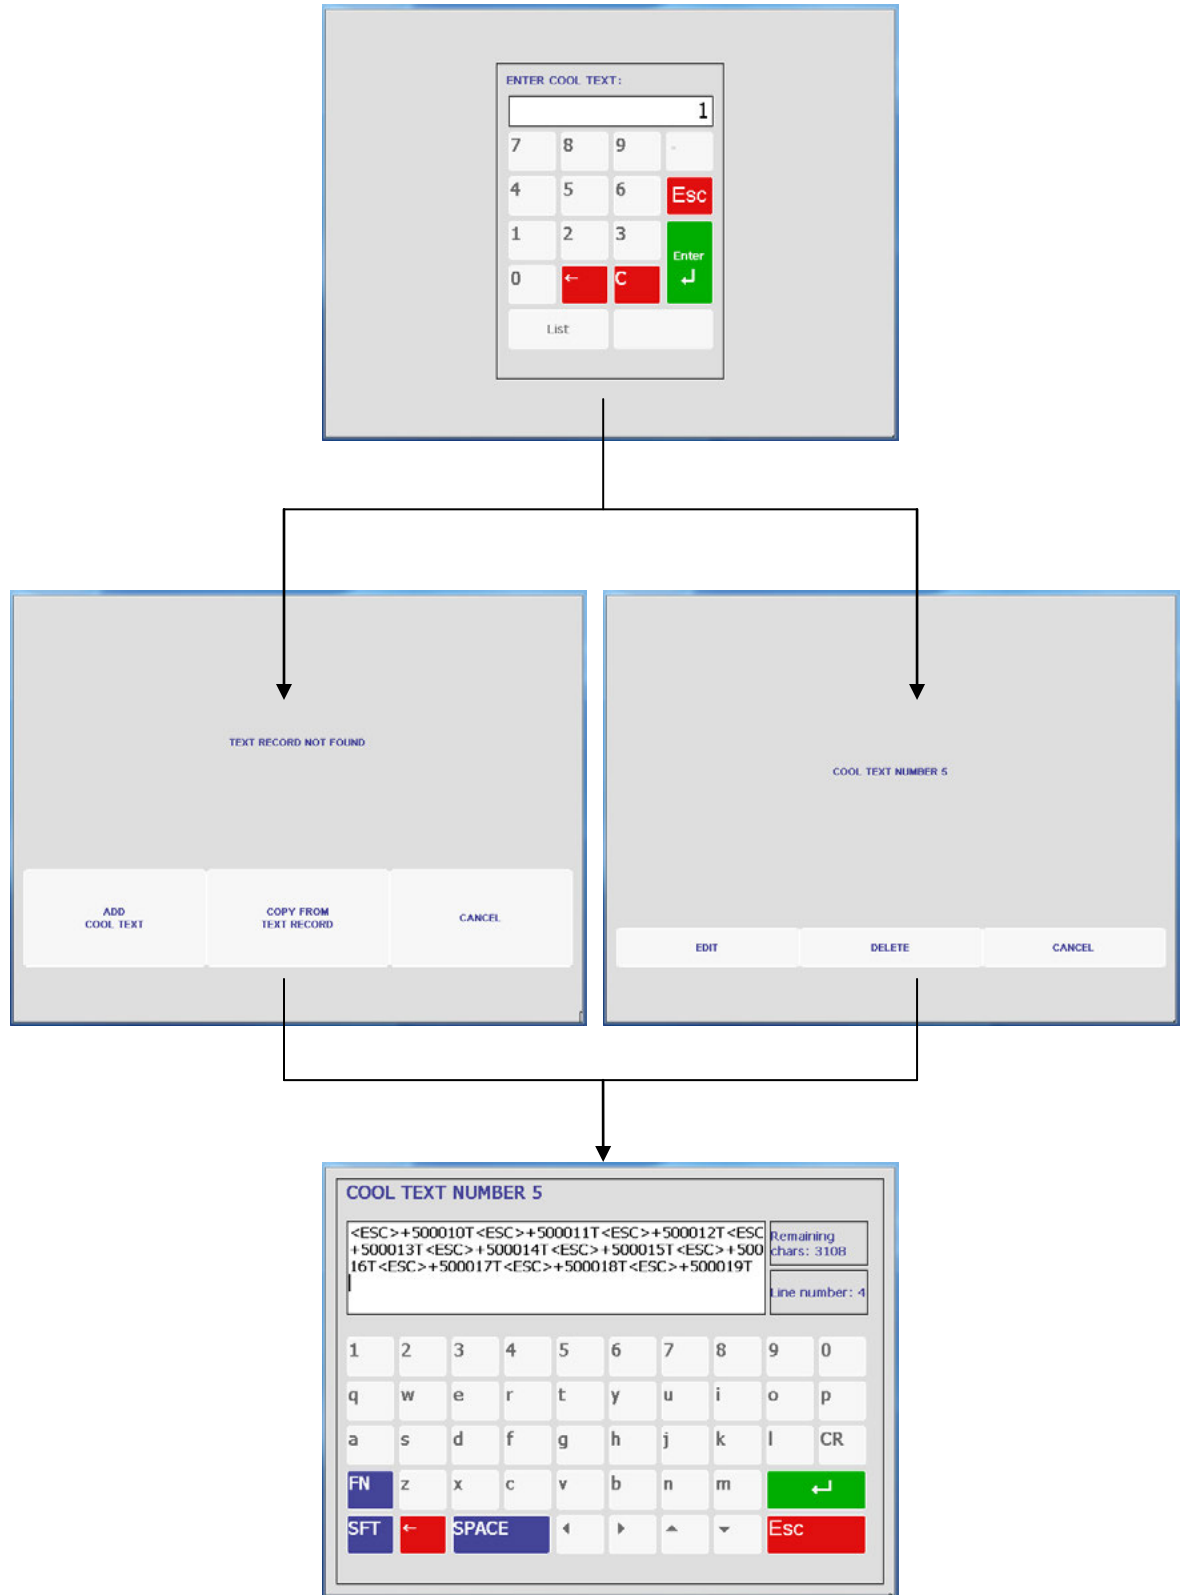 ENTER COOL TEXT:
1
7 8 9 -
4 5 6 Esc
1 2 3 Enter
0 ← C ↵
List
TEXT RECORD NOT FOUND
ADD
COOL TEXT
COPY FROM
TEXT RECORD
CANCEL
COOL TEXT NUMBER 5
EDIT DELETE CANCEL
COOL TEXT NUMBER 5
<ESC>+500010T<ESC>+500011T<ESC>+500012T<ESC
+500013T<ESC>+500014T<ESC>+500015T<ESC>+500
16T<ESC>+500017T<ESC>+500018T<ESC>+500019T
Remaining
chars: 3108
Line number: 4
1 2 3 4 5 6 7 8 9 0
q w e r t y u i o p
a s d f g h j k l CR
FN z x c v b n m ↵
SFT ← SPACE Esc